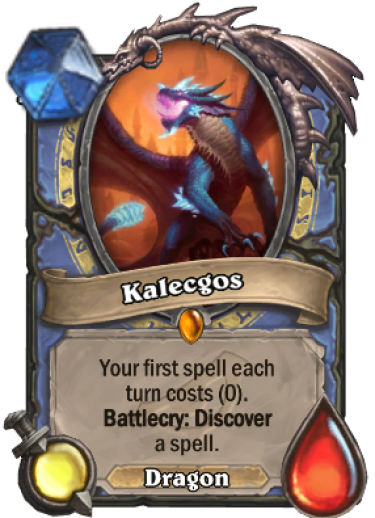 Kalecgos
Your first spell each
turn costs (0).
Battlecry: Discover
a spell.
Dragon